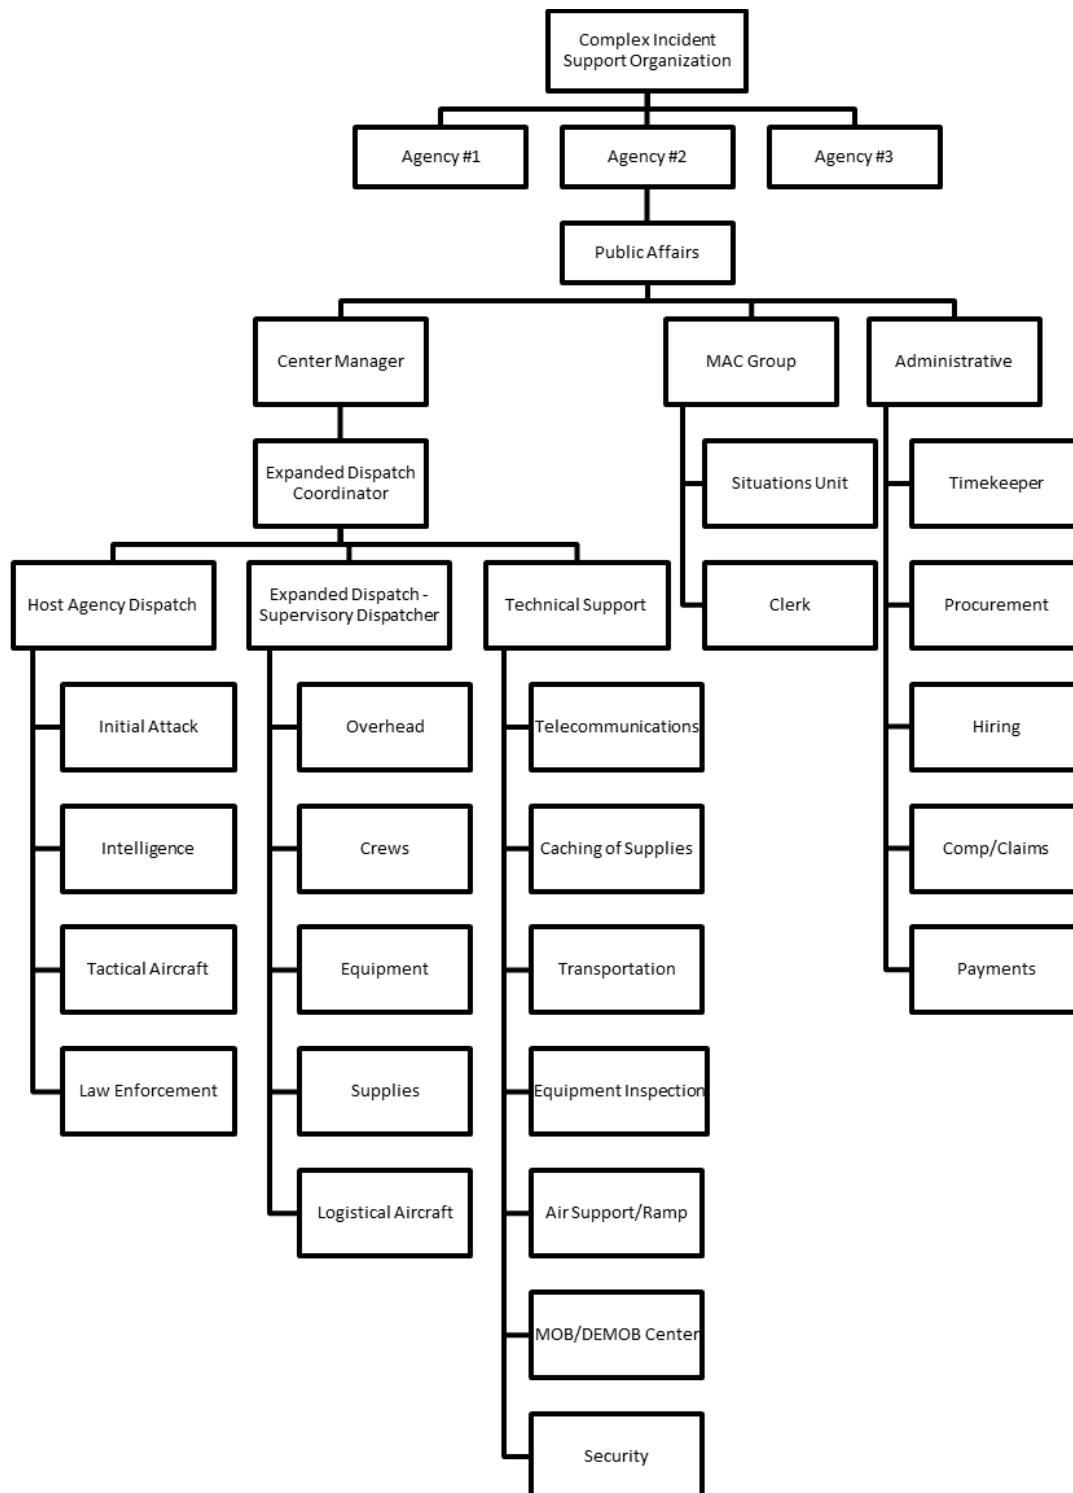 Complex Incident
Support Organization
Agency #1
Agency #2
Agency #3
Public Affairs
Center Manager
MAC Group
Administrative
Expanded Dispatch
Coordinator
Situations Unit
Timekeeper
Host Agency Dispatch
Expanded Dispatch -
Supervisory Dispatcher
Technical Support
Clerk
Procurement
Initial Attack
Overhead
Telecommunications
Hiring
Intelligence
Crews
Caching of Supplies
Comp/Claims
Tactical Aircraft
Equipment
Transportation
Payments
Law Enforcement
Supplies
Equipment Inspection
Logistical Aircraft
Air Support/Ramp
MOB/DEMOB Center
Security